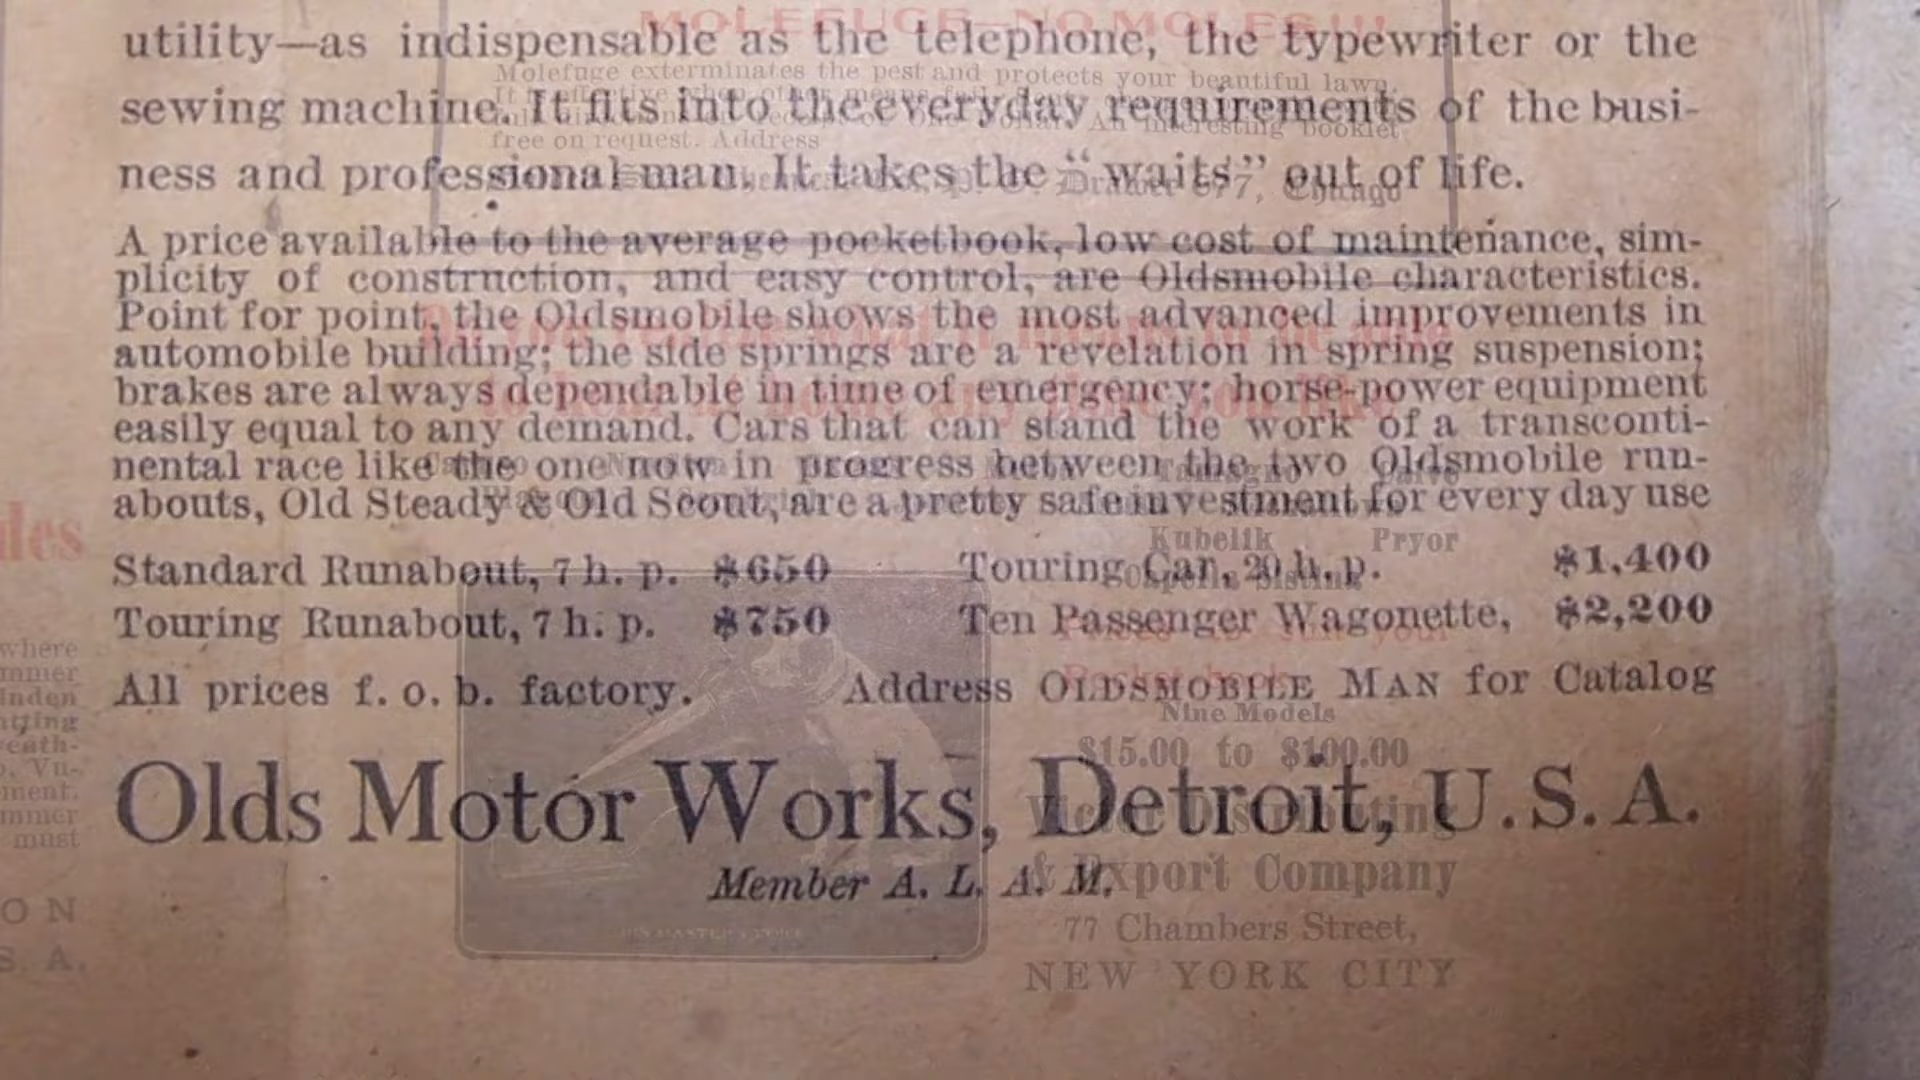 utility—as indispensable as the telephone, the typewriter or the
sewing machine. It fits into the everyday requirements of the busi-
ness and professional man. It takes the "waits" out of life.
A price available to the average pocketbook, low cost of maintenance, sim-
plicity of construction, and easy control, are Oldsmobile characteristics.
Point for point, the Oldsmobile shows the most advanced improvements in
automobile building; the side springs are a revelation in spring suspension;
brakes are always dependable in time of emergency; horse-power equipment
easily equal to any demand. Cars that can stand the work of a transconti-
nental race like the one now in progress between the two Oldsmobile run-
abouts, Old Steady & Old Scout, are a pretty safe investment for every day use
Standard Runabout, 7 h. p. $650 Touring Car, 20 h. p. $1,400
Touring Runabout, 7 h. p. $750 Ten Passenger Wagonette, $2,200
All prices f. o. b. factory. Address OLDSMOBILE MAN for Catalog
Olds Motor Works, Detroit, U.S.A.
Member A. L. A. M.
MOLEFUGE—NO MOLES!!!
Molefuge exterminates the pest and protects your beautiful lawn.
An interesting booklet
free on request. Address
Drawer 677, Chicago
Tamagno
Kubelik Pryor
Nine Models
$15.00 to $100.00
Victor Distributing
& Export Company
77 Chambers Street,
NEW YORK CITY
HIS MASTER'S VOICE
where
must